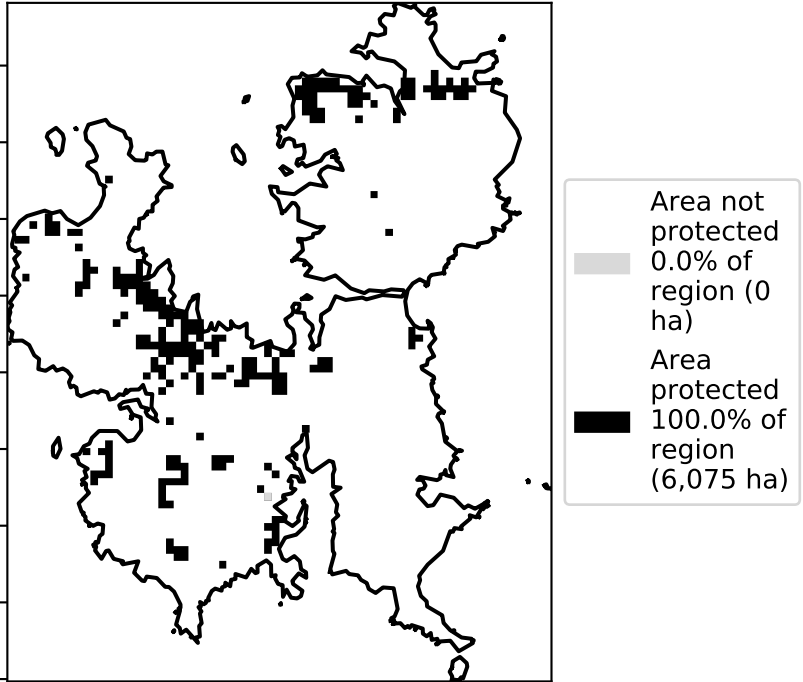 Area not
protected
0.0% of
region (0
ha)
Area
protected
100.0% of
region
(6,075 ha)